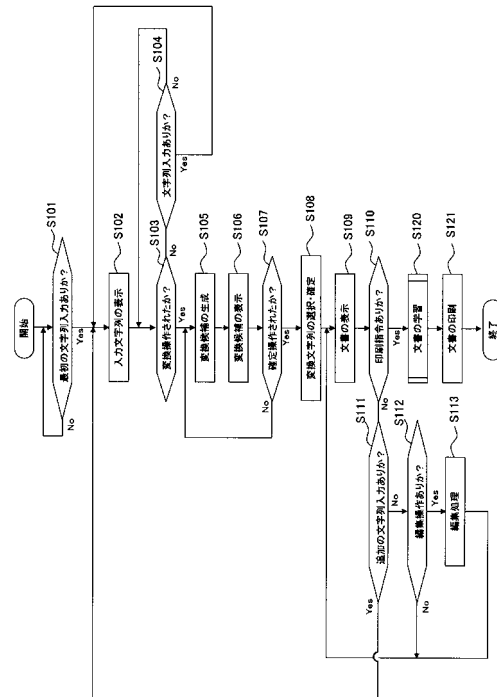 開始
S101
最初の文字列入力ありか?
No
Yes
S102
入力文字列の表示
S103
変換操作されたか?
No
Yes
S104
文字列入力ありか?
No
Yes
S105
変換候補の生成
S106
変換候補の表示
S107
確定操作されたか?
No
Yes
S108
変換文字列の選択・確定
S109
文書の表示
S110
印刷指令ありか?
No
Yes
S111
追加の文字列入力ありか?
Yes
No
S112
編集操作ありか?
No
Yes
S113
編集処理
S120
文書の学習
S121
文書の印刷
終了